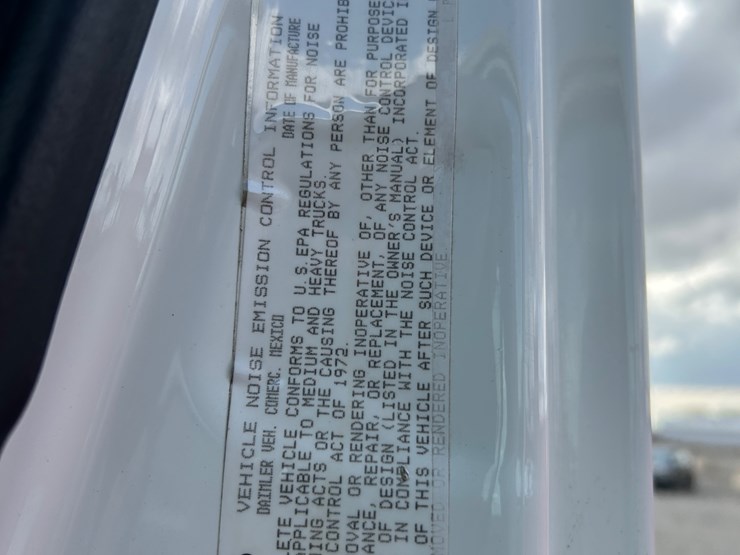 VEHICLE NOISE EMISSION CONTROL INFORMATION
DAIMLER VEH. COMERC. MEXICO DATE OF MANUFACTURE
ETE VEHICLE CONFORMS TO U.S. EPA REGULATIONS FOR NOISE
APPLICABLE TO MEDIUM AND HEAVY TRUCKS.
ING ACTS OR THE CAUSING THEREOF BY ANY PERSON ARE PROHIB
CONTROL ACT OF 1972.
OVAL OR RENDERING INOPERATIVE OF, OTHER THAN FOR PURPOSE
ANCE, REPAIR, OR REPLACEMENT, OF, ANY NOISE CONTROL DEVIC
OF DESIGN (LISTED IN THE OWNER'S MANUAL) INCORPORATED I
IN COMPLIANCE WITH THE NOISE CONTROL ACT.
OF THIS VEHICLE AFTER SUCH DEVICE OR ELEMENT OF DESIGN
MOVED OR RENDERED INOPERATIVE.